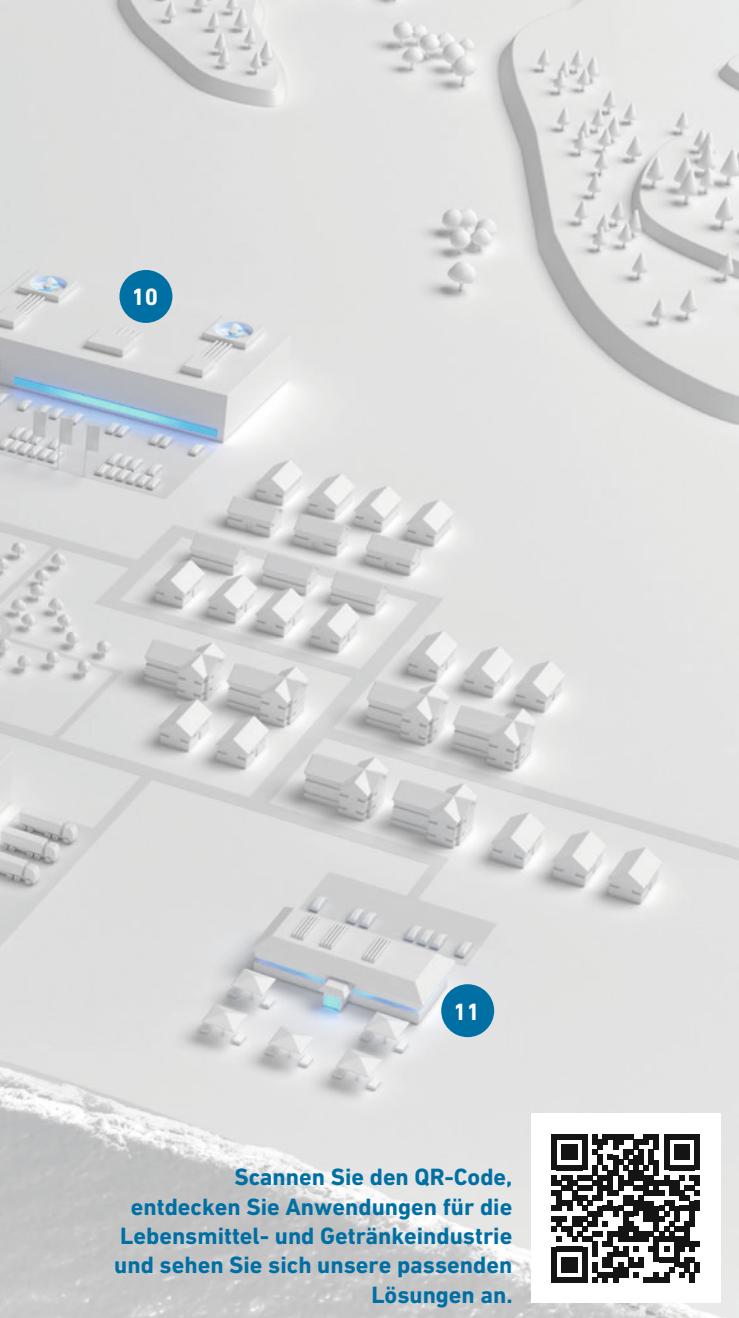 10
11
Scannen Sie den QR-Code,
entdecken Sie Anwendungen für die
Lebensmittel- und Getränkeindustrie
und sehen Sie sich unsere passenden
Lösungen an.